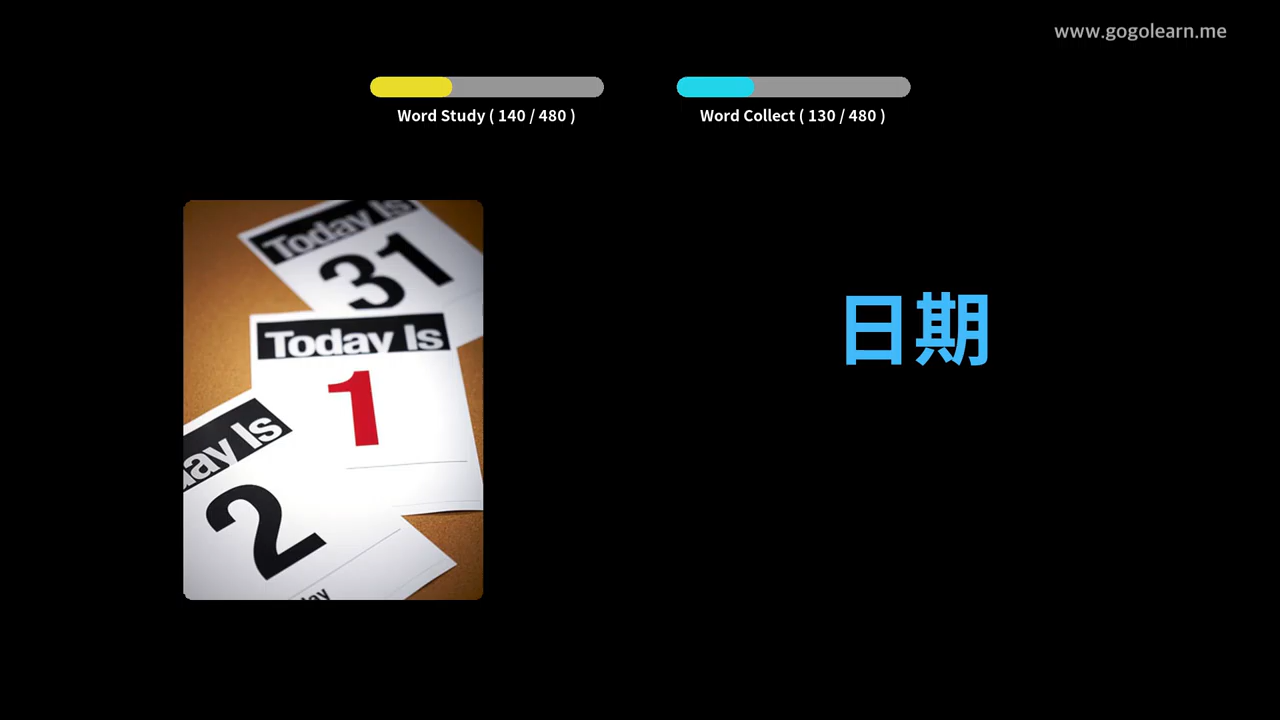 www.gogolearn.me
Word Study ( 140 / 480 )
Word Collect ( 130 / 480 )
Today Is
31
Today Is
1
day Is
2
日期